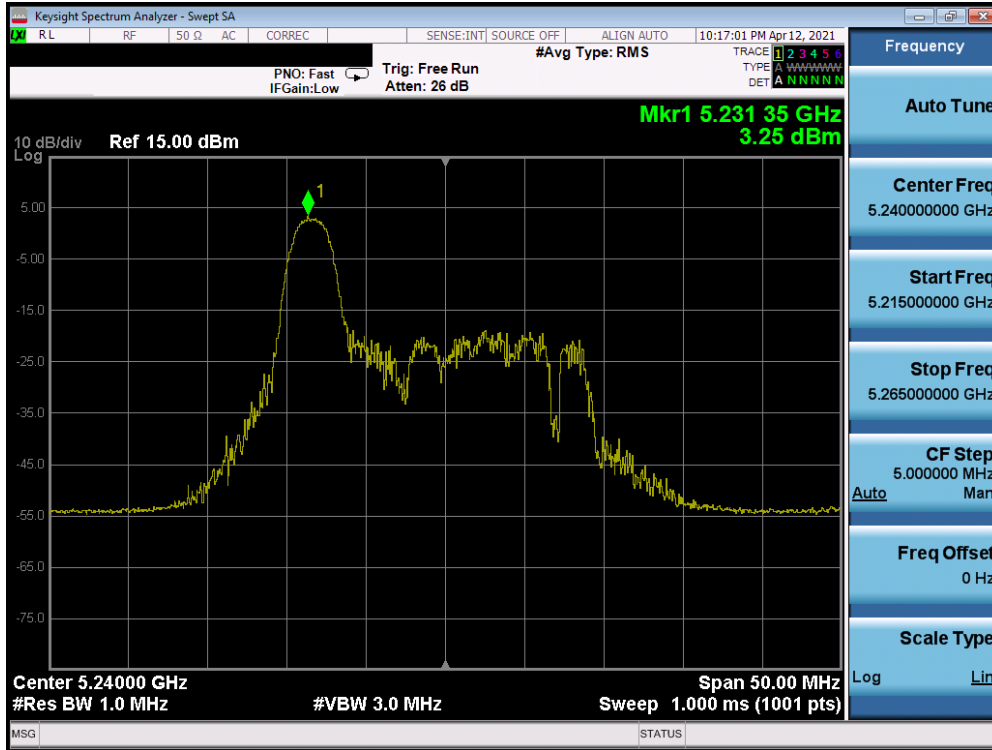 Keysight Spectrum Analyzer - Swept SA
LXI RL RF 50 Ω AC CORREC SENSE:INT SOURCE OFF ALIGN AUTO 10:17:01 PM Apr 12, 2021
#Avg Type: RMS
TRACE 1 2 3 4 5 6
TYPE A WWWWW
DET A N N N N N
PNO: Fast
IFGain:Low
Trig: Free Run
Atten: 26 dB
Mkr1 5.231 35 GHz
3.25 dBm
10 dB/div Ref 15.00 dBm
Log
1
5.00
-5.00
-15.0
-25.0
-35.0
-45.0
-55.0
-65.0
-75.0
Center 5.24000 GHz Span 50.00 MHz
#Res BW 1.0 MHz #VBW 3.0 MHz Sweep 1.000 ms (1001 pts)
MSG STATUS
Frequency
Auto Tune
Center Freq
5.240000000 GHz
Start Freq
5.215000000 GHz
Stop Freq
5.265000000 GHz
CF Step
5.000000 MHz
Auto Man
Freq Offset
0 Hz
Scale Type
Log Lin